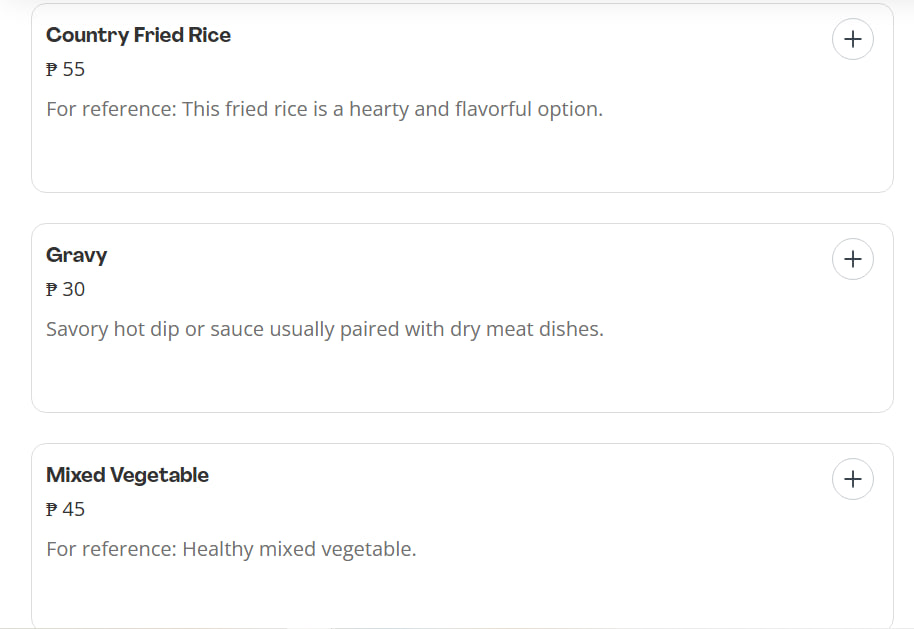 Country Fried Rice
₱ 55
For reference: This fried rice is a hearty and flavorful option.
Gravy
₱ 30
Savory hot dip or sauce usually paired with dry meat dishes.
Mixed Vegetable
₱ 45
For reference: Healthy mixed vegetable.